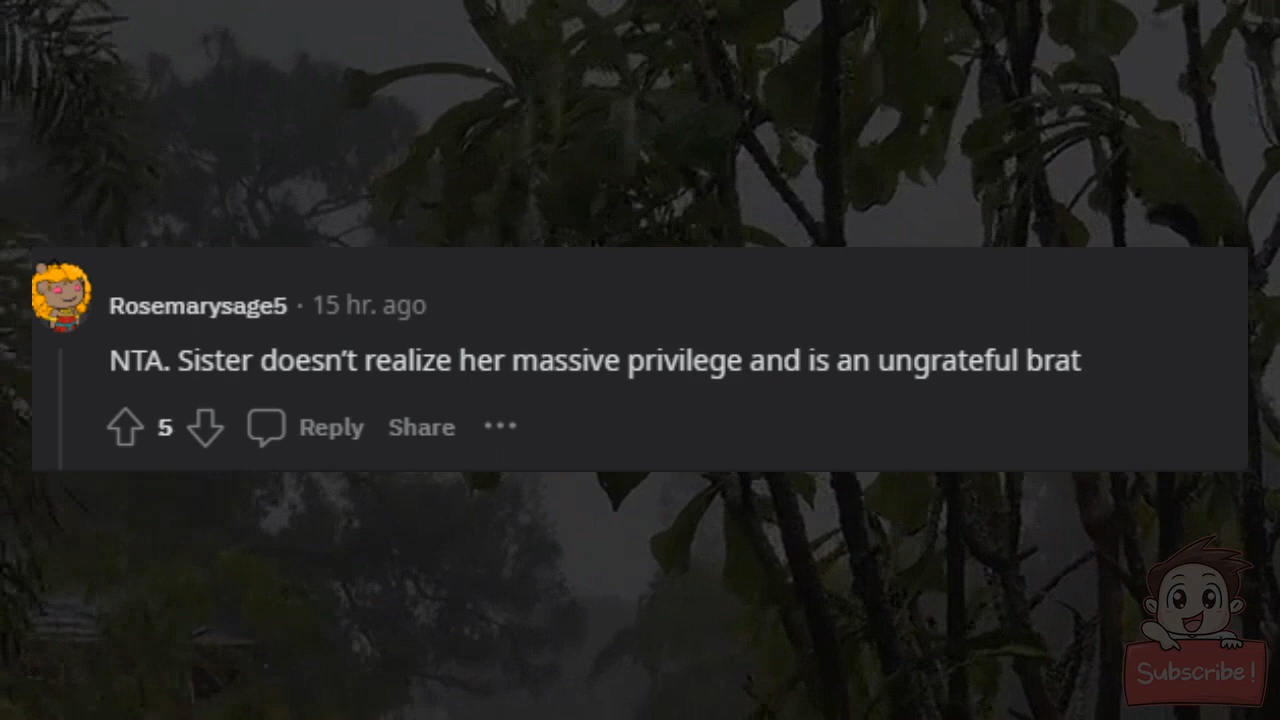 Rosemarysage5 · 15 hr. ago
NTA. Sister doesn’t realize her massive privilege and is an ungrateful brat
5 Reply Share ···
Subscribe!